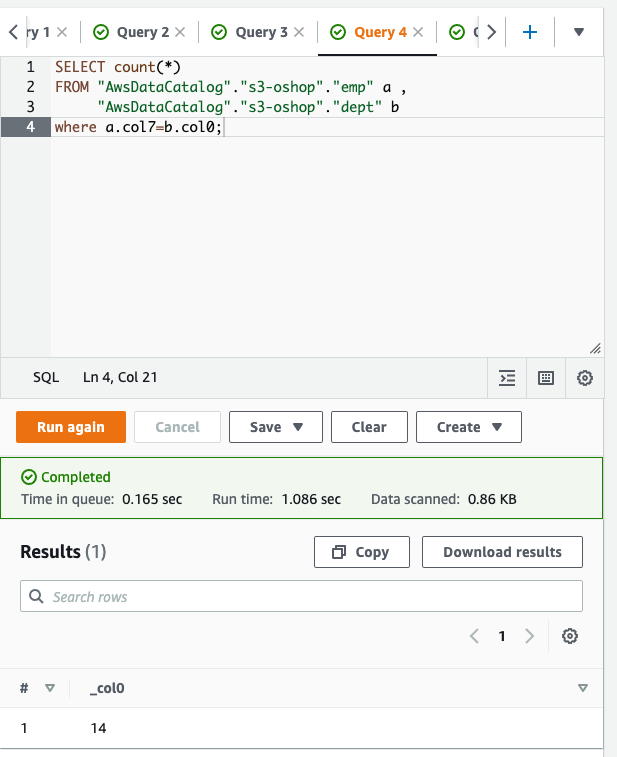 ry 1
Query 2
Query 3
Query 4
1 SELECT count(*)
2 FROM "AwsDataCatalog"."s3-oshop"."emp" a ,
3 "AwsDataCatalog"."s3-oshop"."dept" b
4 where a.col7=b.col0;
SQL Ln 4, Col 21
Run again Cancel Save Clear Create
Completed
Time in queue: 0.165 sec Run time: 1.086 sec Data scanned: 0.86 KB
Results (1) Copy Download results
Search rows
1
# _col0
1 14